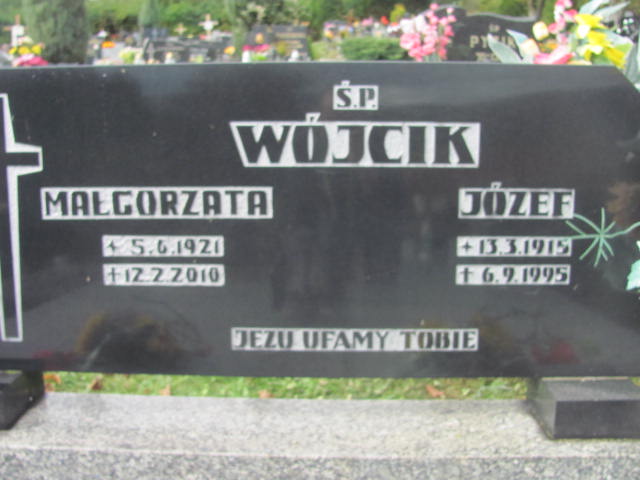 Ś.P.
WÓJCIK
MAŁGORZATA
* 5.6.1921
+ 12.2.2010
JÓZEF
* 13.3.1915
+ 6.9.1995
JEZU UFAMY TOBIE